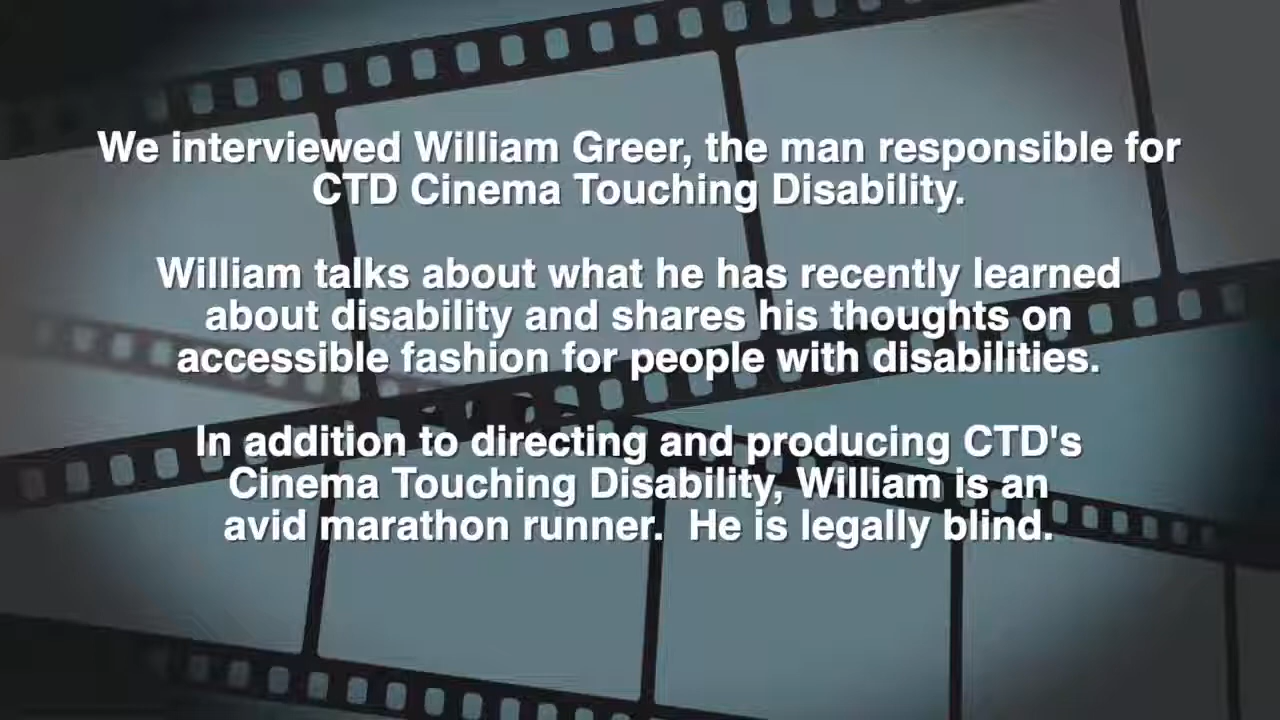 We interviewed William Greer, the man responsible for
CTD Cinema Touching Disability.
William talks about what he has recently learned
about disability and shares his thoughts on
accessible fashion for people with disabilities.
In addition to directing and producing CTD's
Cinema Touching Disability, William is an
avid marathon runner.  He is legally blind.